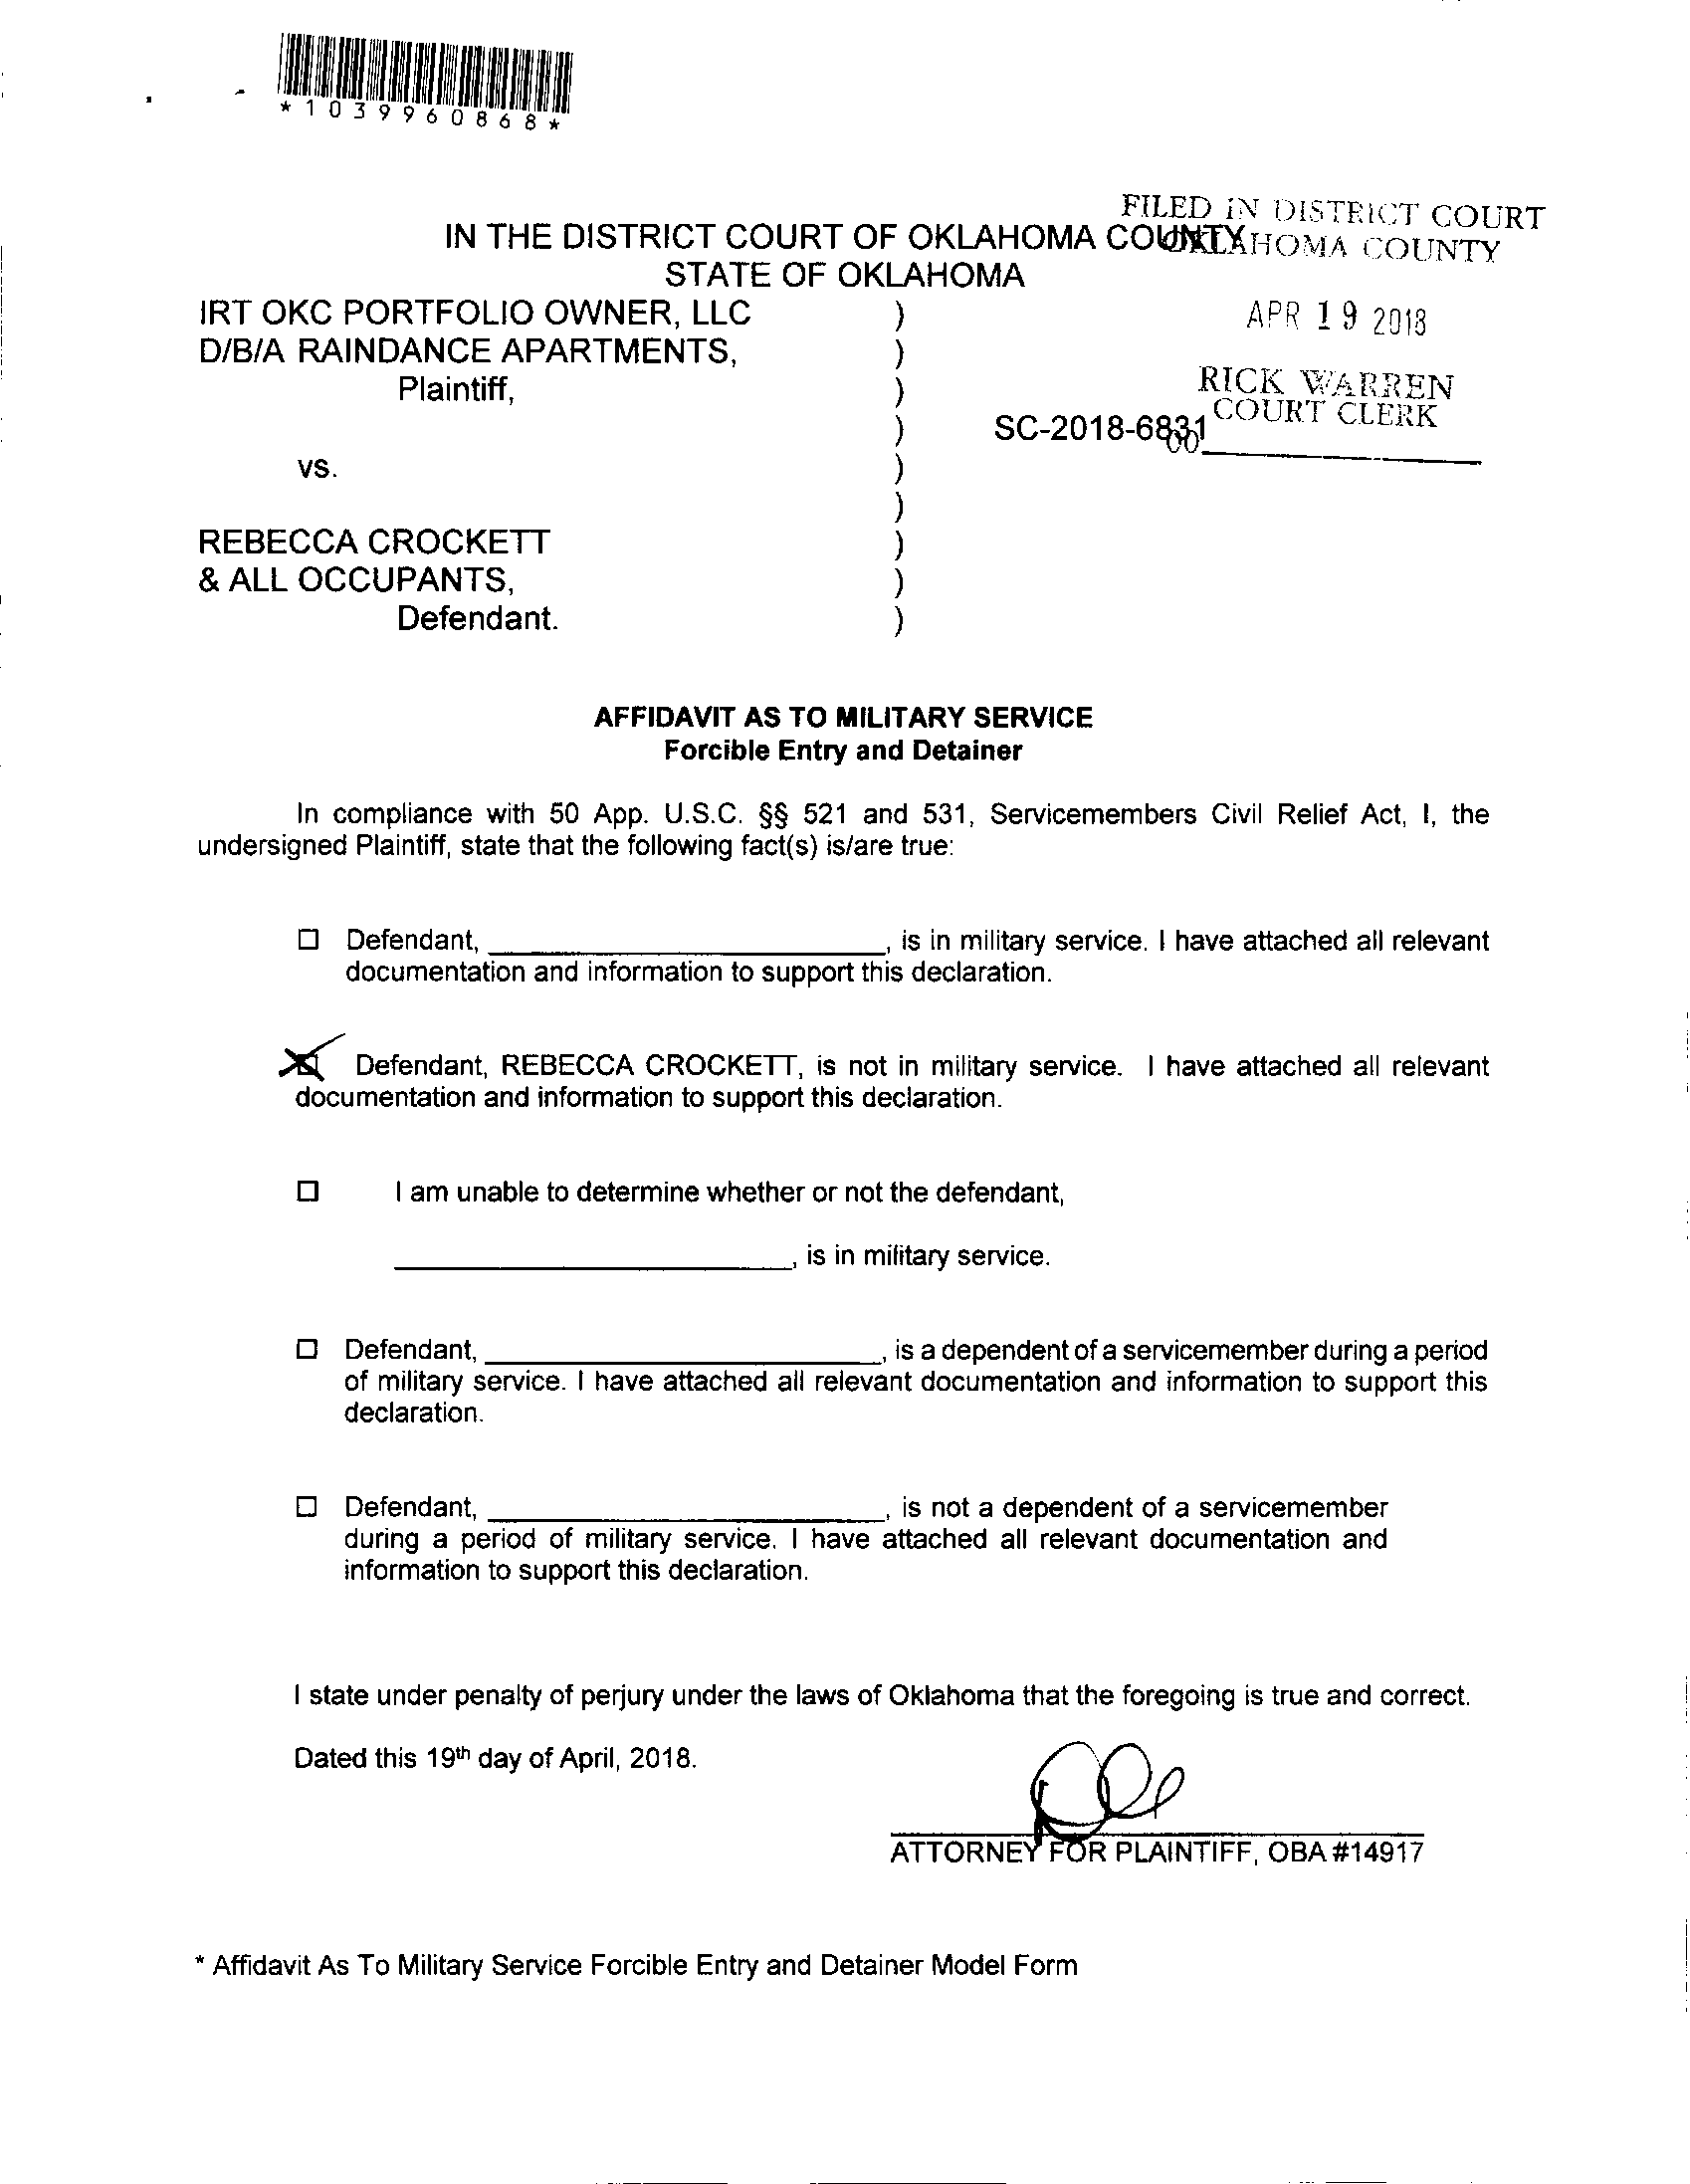 *1039960868*
FILED IN DISTRICT COURT
OKLAHOMA COUNTY
IN THE DISTRICT COURT OF OKLAHOMA COUNTY
STATE OF OKLAHOMA
IRT OKC PORTFOLIO OWNER, LLC )
APR 19 2018
D/B/A RAINDANCE APARTMENTS, )
Plaintiff, )
RICK WARREN
COURT CLERK
) SC-2018-6831
vs. )
)
REBECCA CROCKETT )
& ALL OCCUPANTS, )
Defendant. )
AFFIDAVIT AS TO MILITARY SERVICE
Forcible Entry and Detainer
In compliance with 50 App. U.S.C. §§ 521 and 531, Servicemembers Civil Relief Act, I, the
undersigned Plaintiff, state that the following fact(s) is/are true:
☐ Defendant, ____________________, is in military service. I have attached all relevant
documentation and information to support this declaration.
☒ Defendant, REBECCA CROCKETT, is not in military service. I have attached all relevant
documentation and information to support this declaration.
☐ I am unable to determine whether or not the defendant,
____________________, is in military service.
☐ Defendant, ____________________, is a dependent of a servicemember during a period
of military service. I have attached all relevant documentation and information to support this
declaration.
☐ Defendant, ____________________, is not a dependent of a servicemember
during a period of military service. I have attached all relevant documentation and
information to support this declaration.
I state under penalty of perjury under the laws of Oklahoma that the foregoing is true and correct.
Dated this 19th day of April, 2018.
ATTORNEY FOR PLAINTIFF, OBA #14917
* Affidavit As To Military Service Forcible Entry and Detainer Model Form